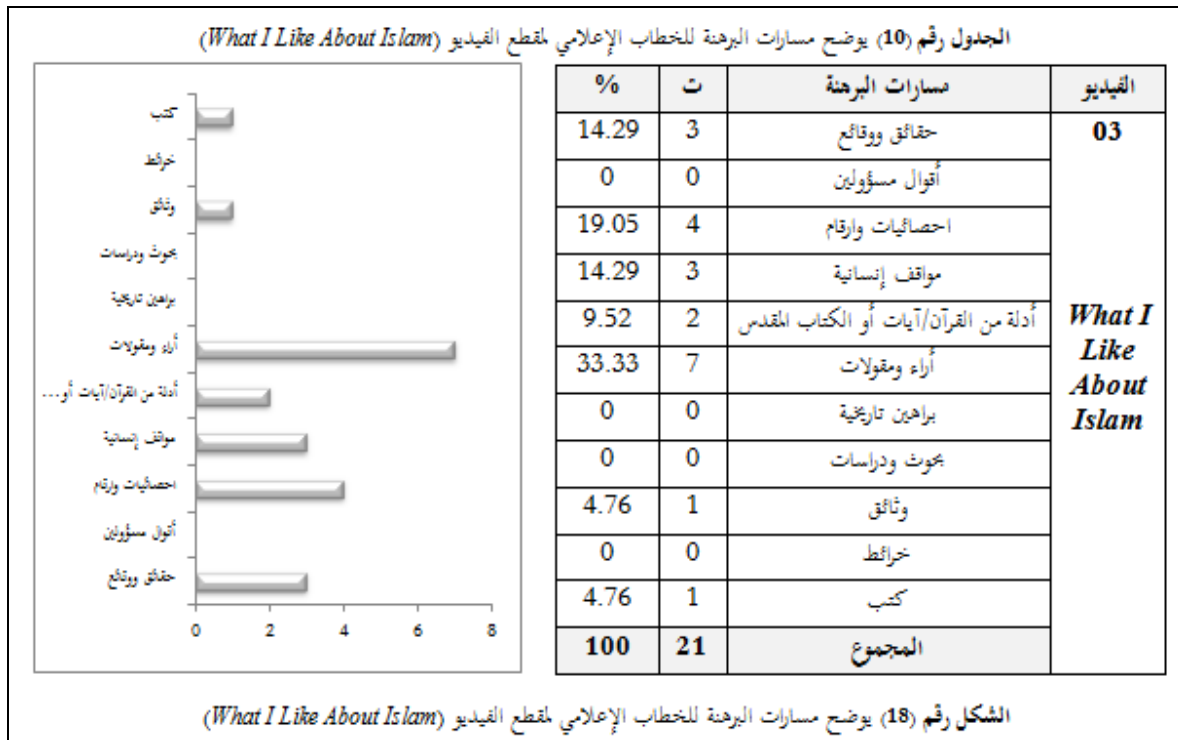 الجدول رقم (10) يوضح مسارات البرهنة للخطاب الإعلامي لمقطع الفيديو (What I Like About Islam)
الفيديو مسارات البرهنة ت %
03 حقائق ووقائع 3 14.29
أقوال مسؤولين 0 0
احصائيات وارقام 4 19.05
مواقف إنسانية 3 14.29
أدلة من القرآن/آيات أو الكتاب المقدس 2 9.52
أراء ومقولات 7 33.33
براهين تاريخية 0 0
بحوث ودراسات 0 0
وثائق 1 4.76
خرائط 0 0
كتب 1 4.76
المجموع 21 100
What I
Like
About
Islam
كتب
خرائط
وثائق
بحوث ودراسات
براهين تاريخية
أراء ومقولات
أدلة من القرآن/آيات أو...
مواقف إنسانية
احصائيات وارقام
أقوال مسؤولين
حقائق ووقائع
0 2 4 6 8
الشكل رقم (18) يوضح مسارات البرهنة للخطاب الإعلامي لمقطع الفيديو (What I Like About Islam)